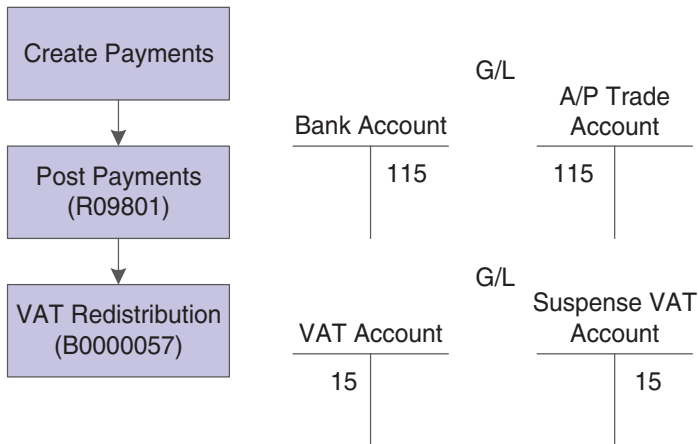 Create Payments
Post Payments
(R09801)
VAT Redistribution
(B0000057)
G/L
Bank Account
A/P Trade
Account
115
115
G/L
VAT Account
Suspense VAT
Account
15
15